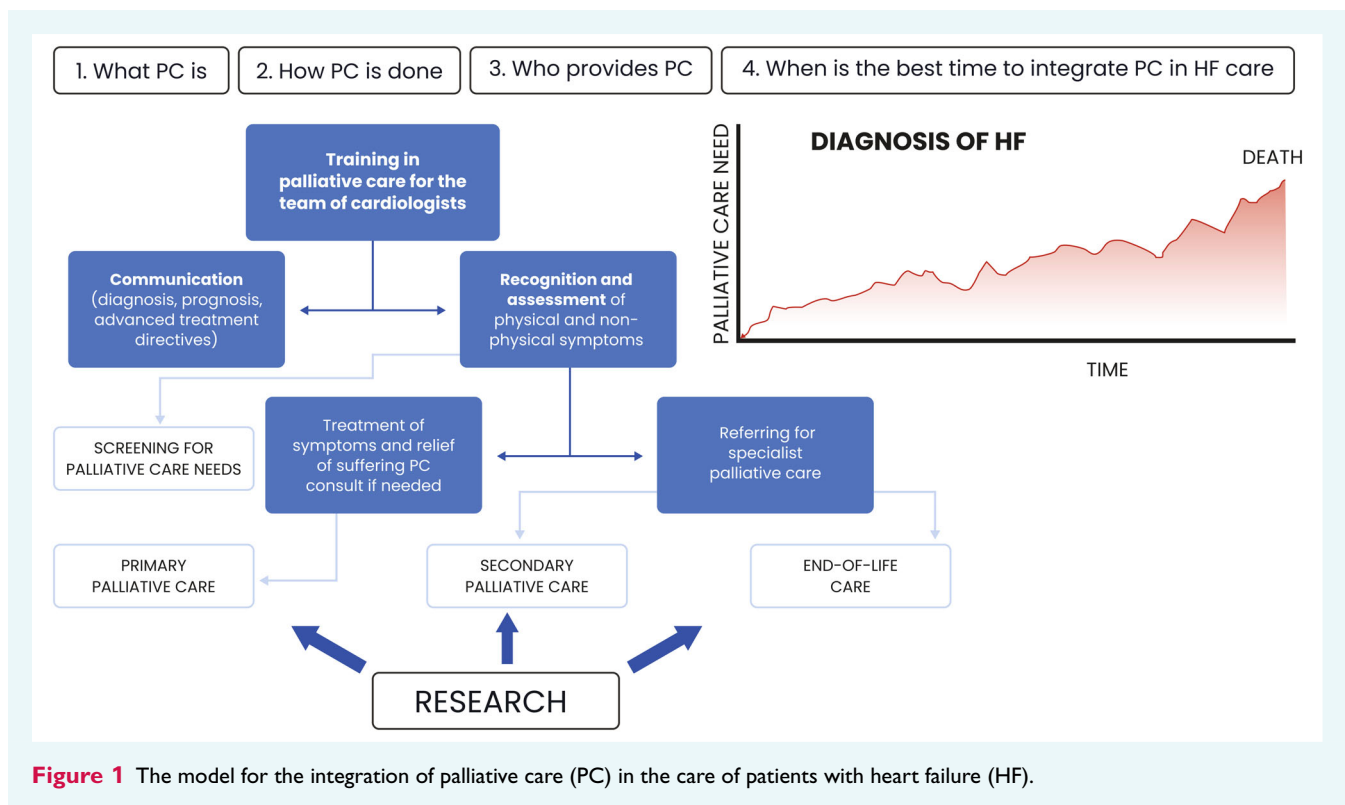 1. What PC is
2. How PC is done
3. Who provides PC
4. When is the best time to integrate PC in HF care
Training in
palliative care for the
team of cardiologists
Communication
(diagnosis, prognosis,
advanced treatment
directives)
Recognition and
assessment of
physical and non-
physical symptoms
PALLIATIVE CARE NEED
DIAGNOSIS OF HF
DEATH
TIME
SCREENING FOR
PALLIATIVE CARE NEEDS
Treatment of
symptoms and relief
of suffering PC
consult if needed
Referring for
specialist
palliative care
PRIMARY
PALLIATIVE CARE
SECONDARY
PALLIATIVE CARE
END-OF-LIFE
CARE
RESEARCH
Figure 1 The model for the integration of palliative care (PC) in the care of patients with heart failure (HF).